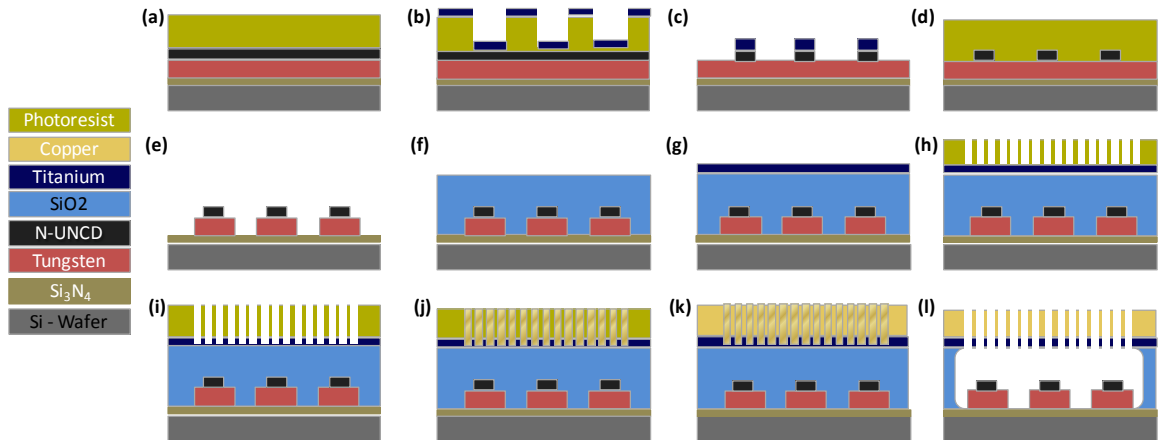 (a)
(b)
(c)
(d)
Photoresist
Copper
Titanium
SiO2
N-UNCD
Tungsten
Si₃N₄
Si - Wafer
(e)
(f)
(g)
(h)
(i)
(j)
(k)
(l)